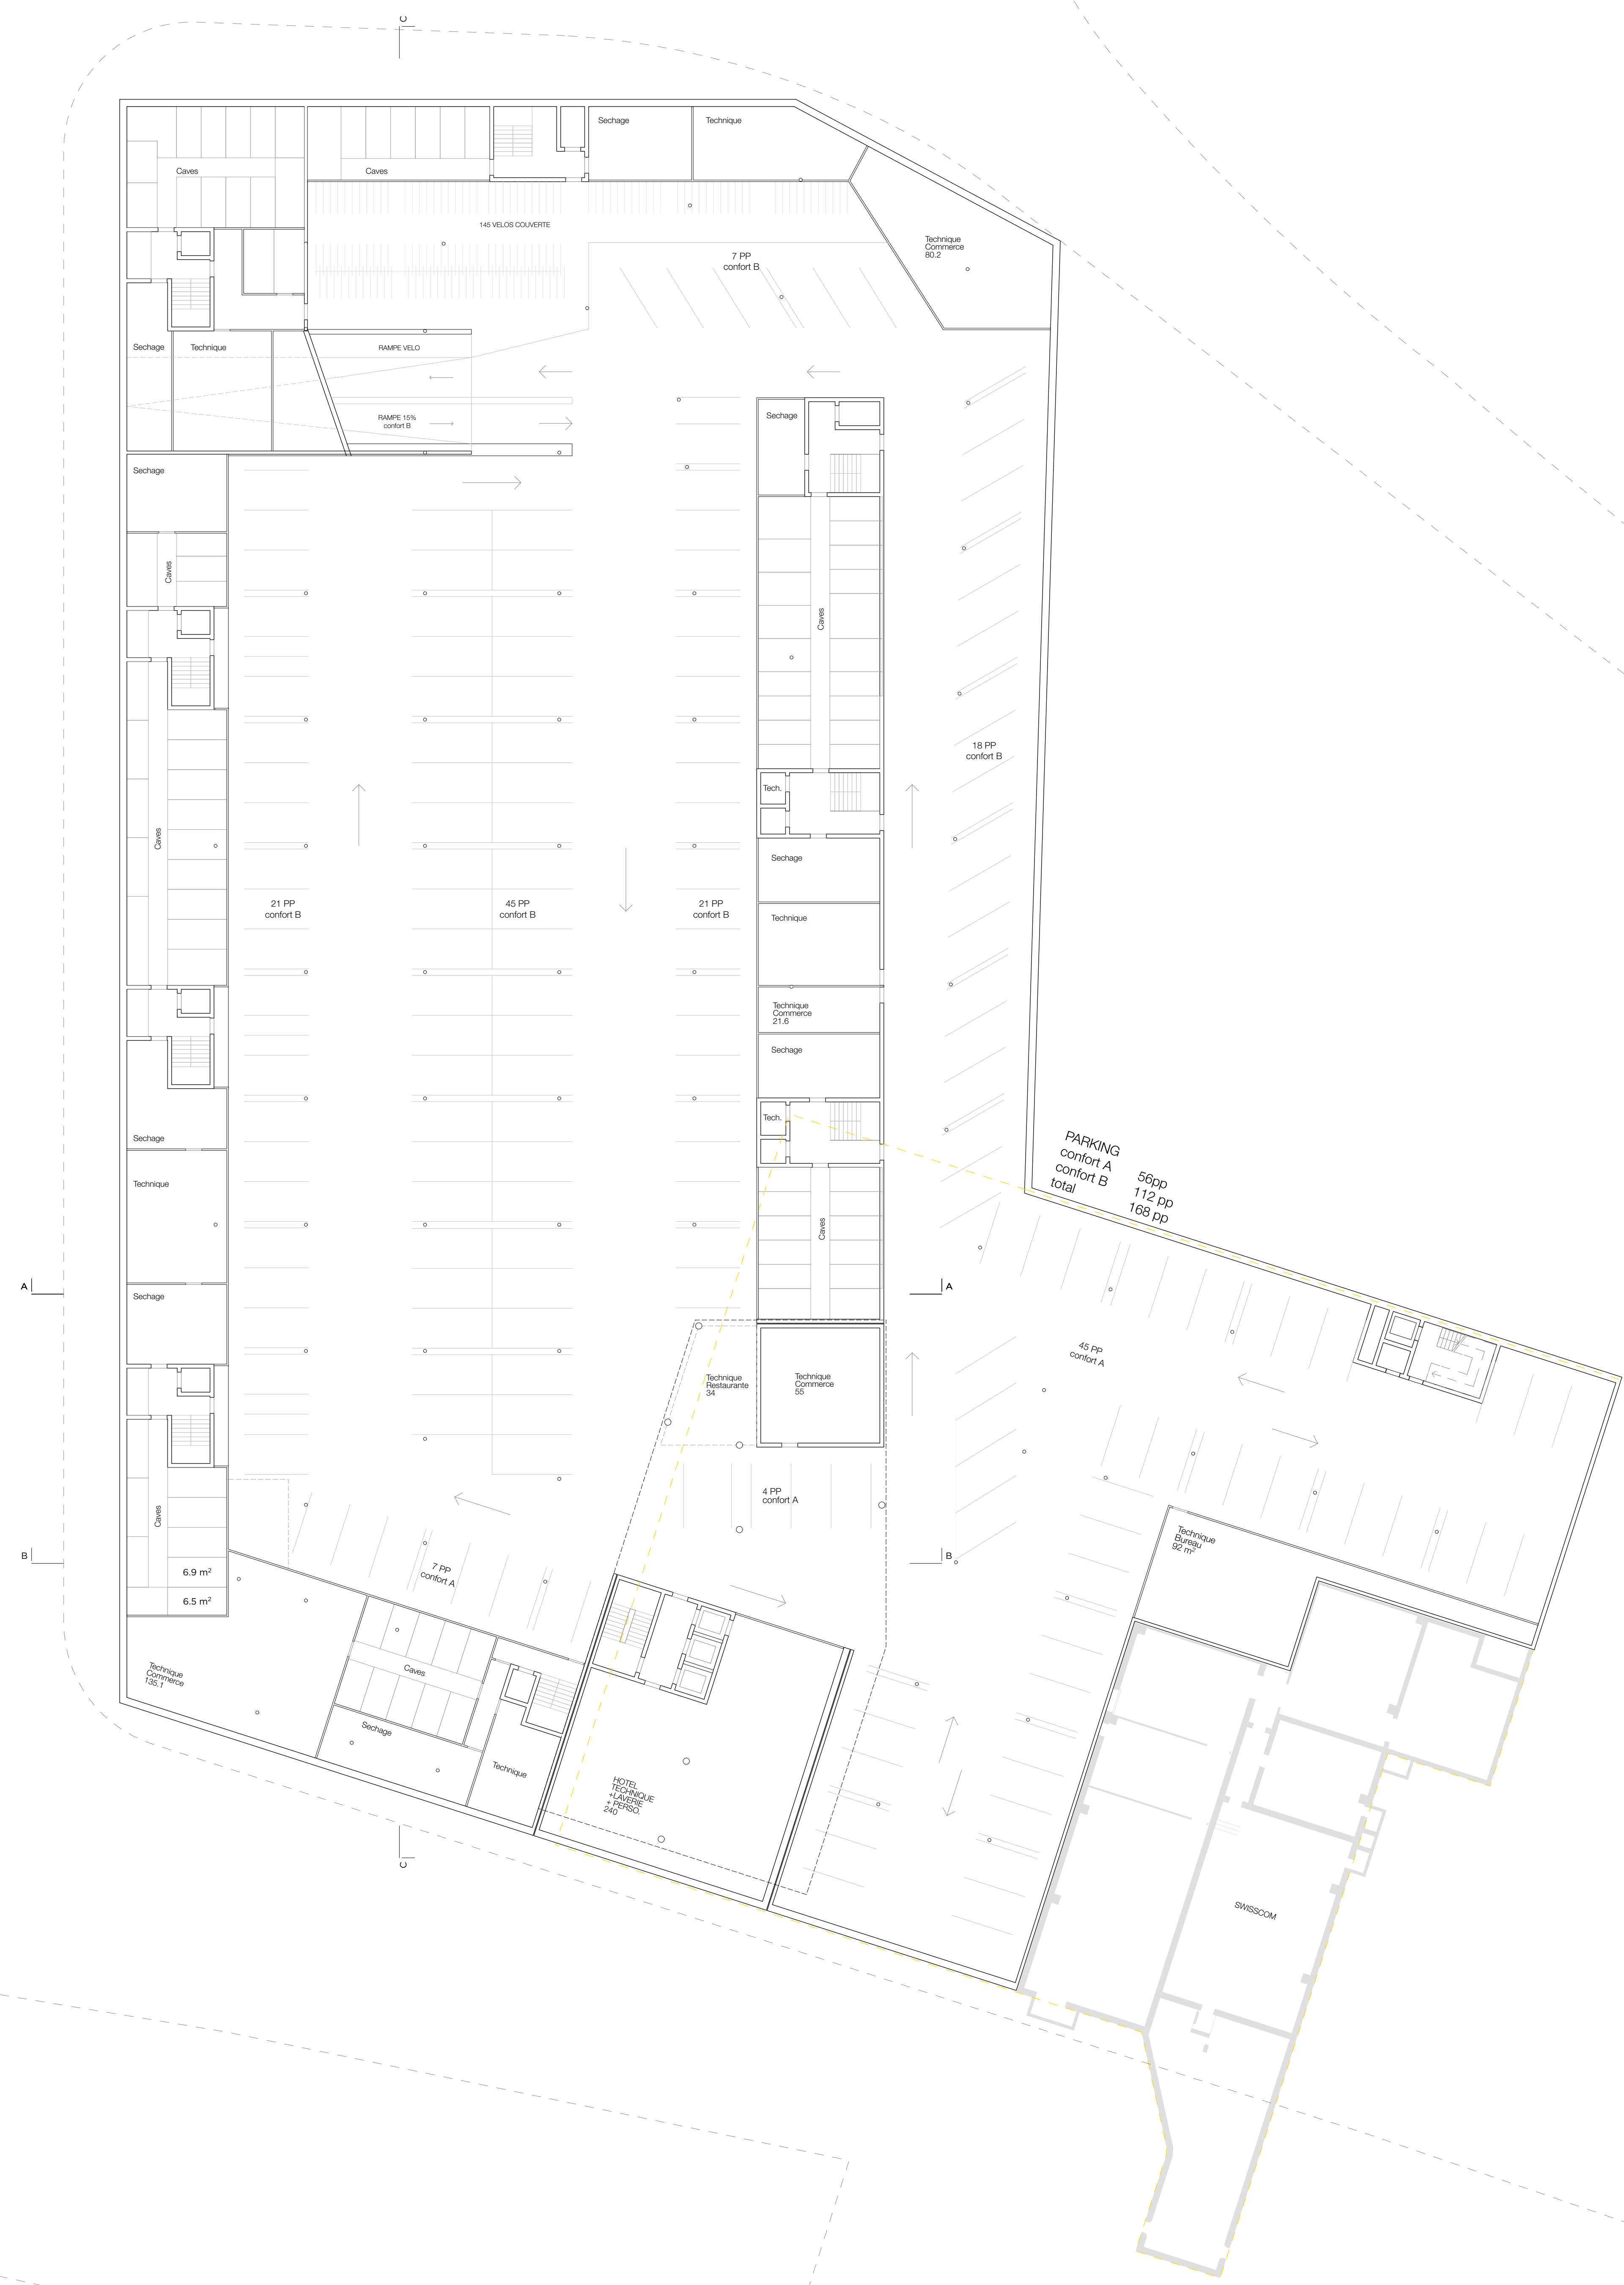 C
Sechage
Technique
Caves
Caves
145 VELOS COUVERTE
Technique
Commerce
80.2
7 PP
confort B
Sechage
Technique
RAMPE VELO
RAMPE 15%
confort B
Sechage
Sechage
Caves
Caves
18 PP
confort B
Tech.
Caves
Sechage
21 PP
confort B
45 PP
confort B
21 PP
confort B
Technique
Technique
Commerce
21.6
Sechage
Tech.
Sechage
PARKING
confort A 56pp
confort B 112 pp
total 168 pp
Technique
Caves
A
A
Sechage
45 PP
confort A
Technique
Restaurante
34
Technique
Commerce
55
4 PP
confort A
Caves
Technique
Bureau
92 m²
B
B
7 PP
confort A
6.9 m²
6.5 m²
Technique
Commerce
135.1
Caves
Sechage
Technique
HOTEL
TECHNIQUE
+LAVERIE
+ PERSO.
240
C
SWISSCOM